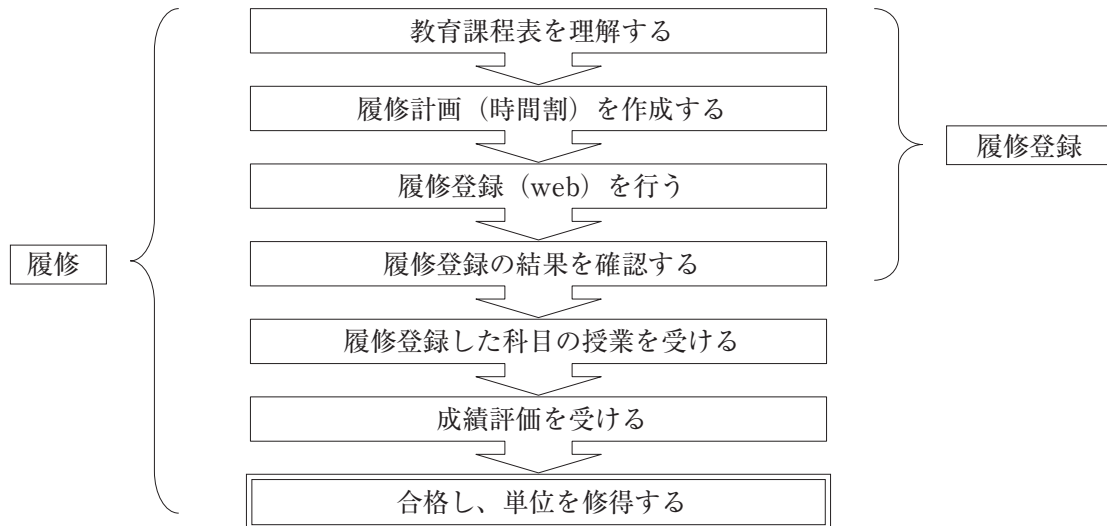 教育課程表を理解する
履修計画（時間割）を作成する
履修登録
履修登録（web）を行う
履修
履修登録の結果を確認する
履修登録した科目の授業を受ける
成績評価を受ける
合格し、単位を修得する